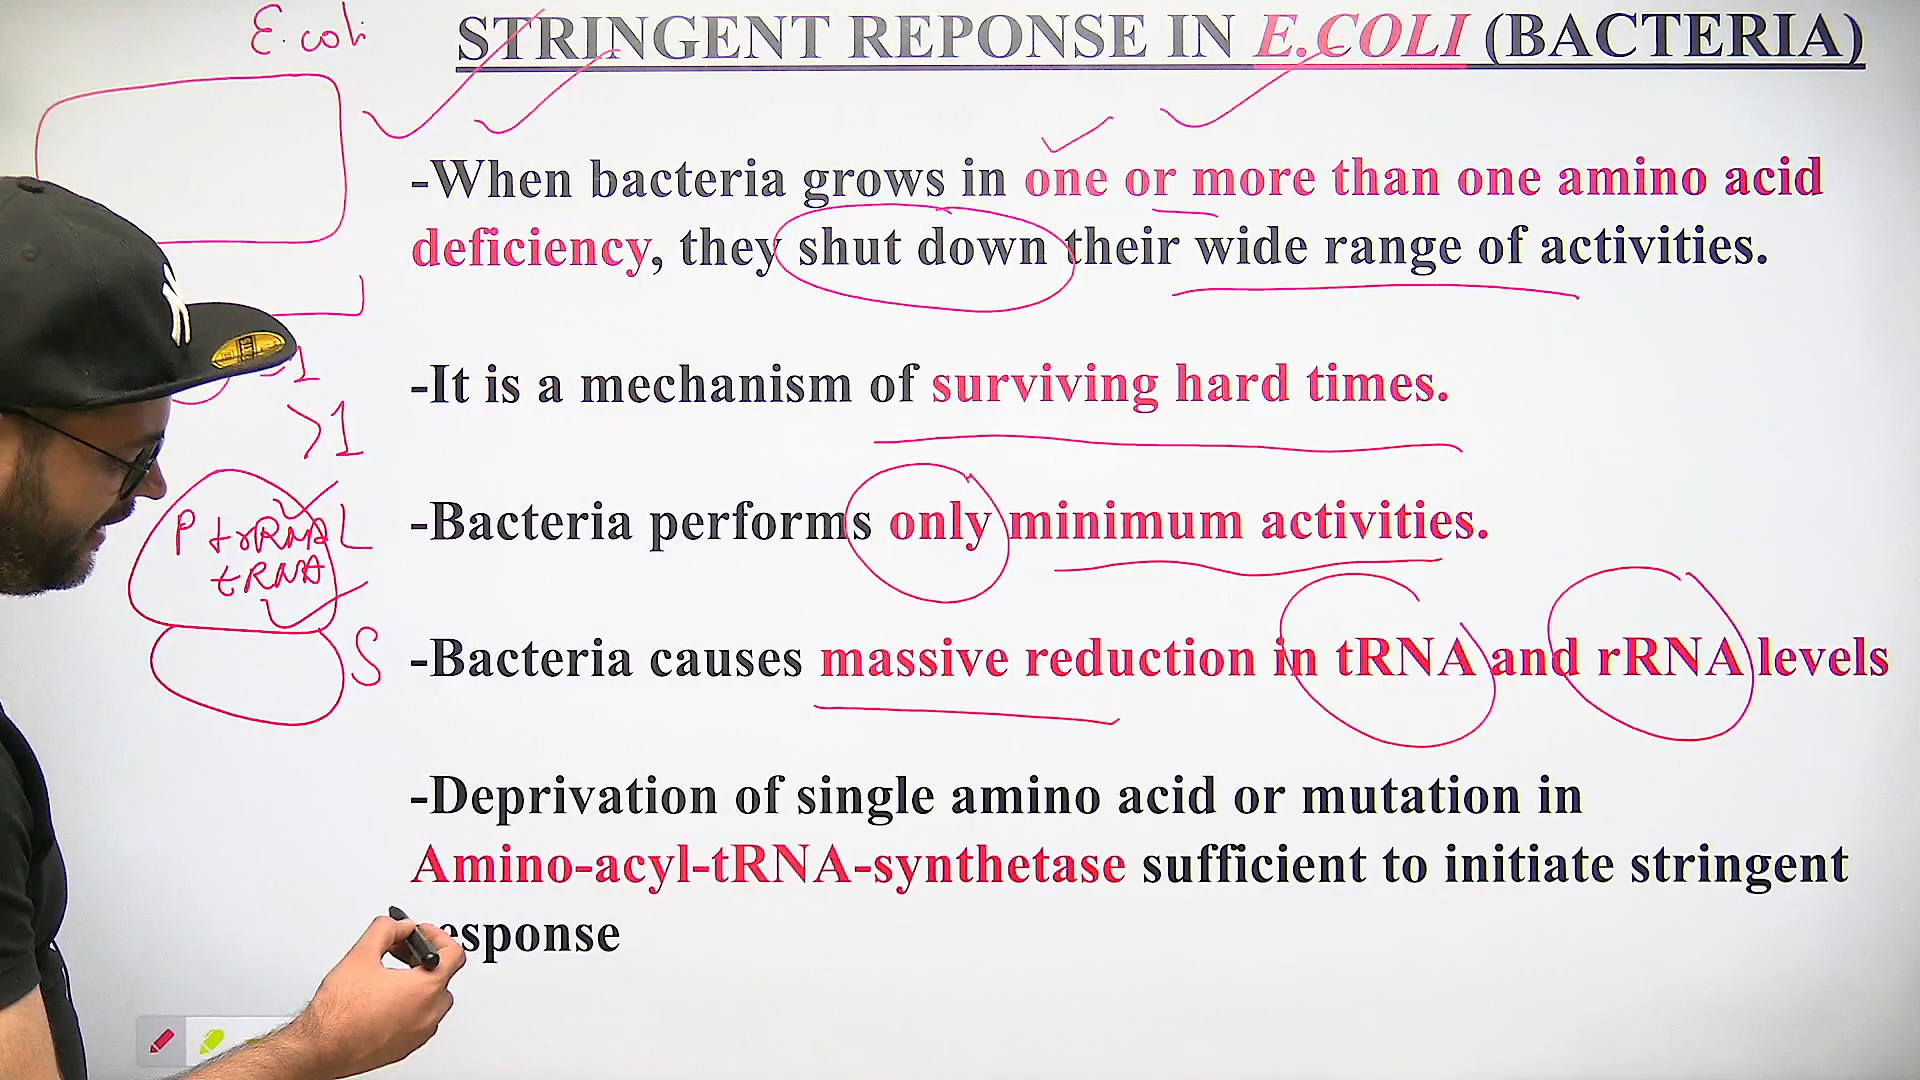 E.coli
STRINGENT REPONSE IN E.COLI (BACTERIA)
-When bacteria grows in one or more than one amino acid
deficiency, they shut down their wide range of activities.
-It is a mechanism of surviving hard times.
>1
-Bacteria performs only minimum activities.
P + rRNA L
tRNA
S
-Bacteria causes massive reduction in tRNA and rRNA levels
-Deprivation of single amino acid or mutation in
Amino-acyl-tRNA-synthetase sufficient to initiate stringent
esponse